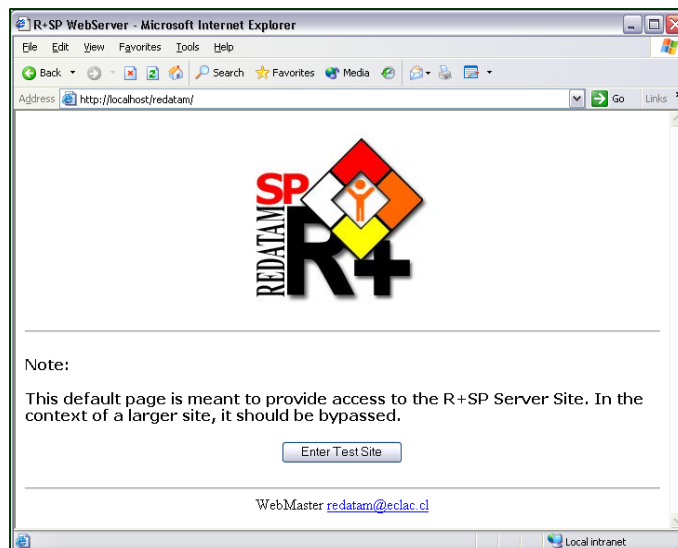 R+SP WebServer - Microsoft Internet Explorer
File Edit View Favorites Tools Help
Back Search Favorites Media
Address http://localhost/redatam/ Go Links »
SP
REDATAM
R+
Note:
This default page is meant to provide access to the R+SP Server Site. In the
context of a larger site, it should be bypassed.
Enter Test Site
WebMaster redatam@eclac.cl
Local intranet